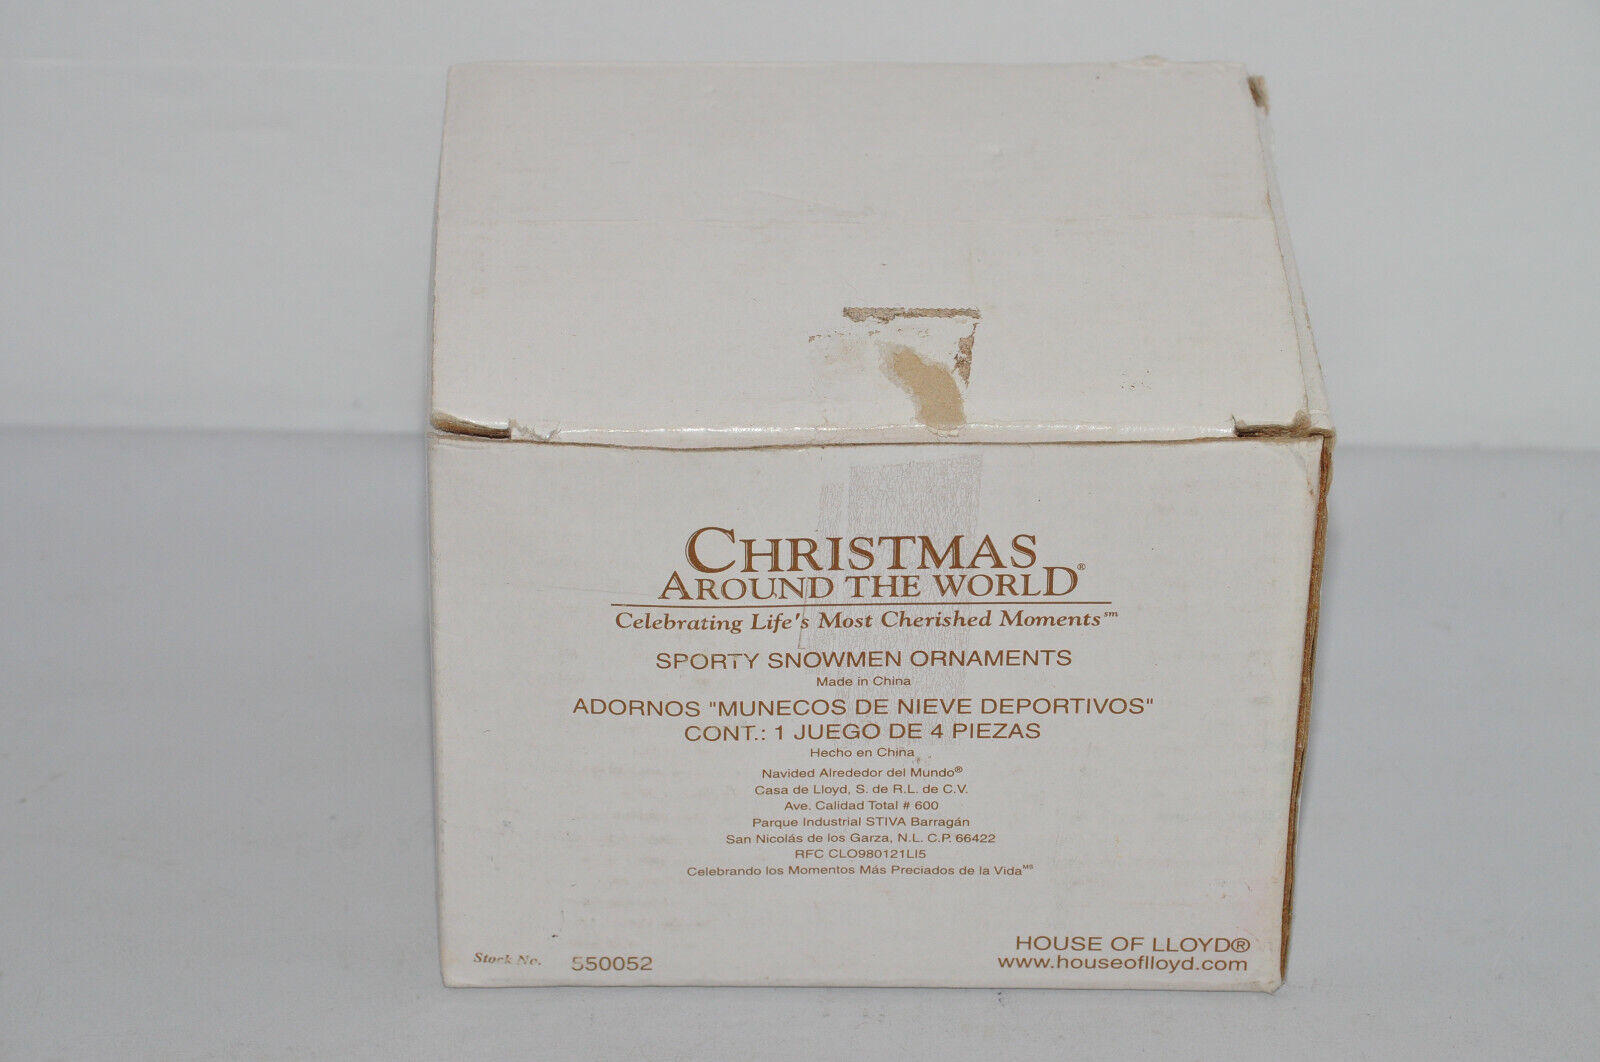 CHRISTMAS
AROUND THE WORLD®
Celebrating Life's Most Cherished Moments℠
SPORTY SNOWMEN ORNAMENTS
Made in China
ADORNOS "MUNECOS DE NIEVE DEPORTIVOS"
CONT.: 1 JUEGO DE 4 PIEZAS
Hecho en China
Navided Alrededor del Mundo®
Casa de Lloyd, S. de R.L. de C.V.
Ave. Calidad Total # 600
Parque Industrial STIVA Barragán
San Nicolás de los Garza, N.L. C.P. 66422
RFC CLO980121LI5
Celebrando los Momentos Más Preciados de la Vida MS
HOUSE OF LLOYD®
Stock No. 550052
www.houseoflloyd.com